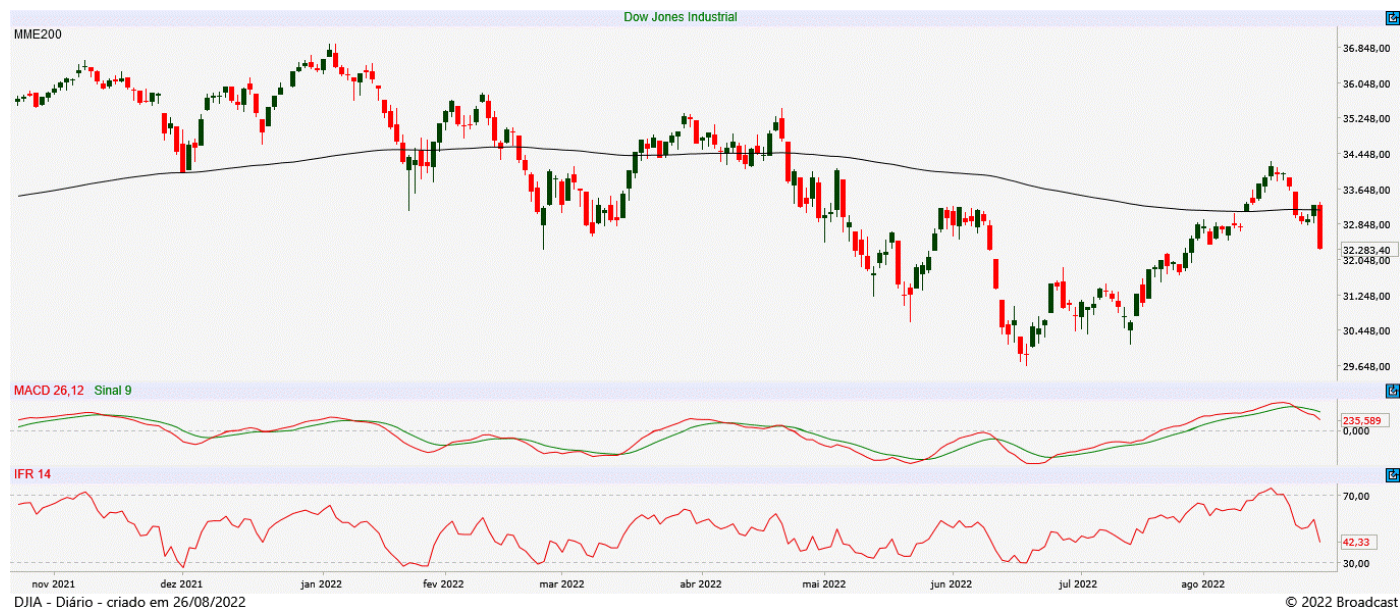 Dow Jones Industrial
MME200
36.848,00
36.048,00
35.248,00
34.448,00
33.648,00
32.848,00
32.283,40
32.048,00
31.248,00
30.448,00
29.648,00
MACD 26,12 Sinal 9
235,589
0,000
IFR 14
70,00
42,33
30,00
nov 2021 dez 2021 jan 2022 fev 2022 mar 2022 abr 2022 mai 2022 jun 2022 jul 2022 ago 2022
DJIA - Diário - criado em 26/08/2022 © 2022 Broadcast